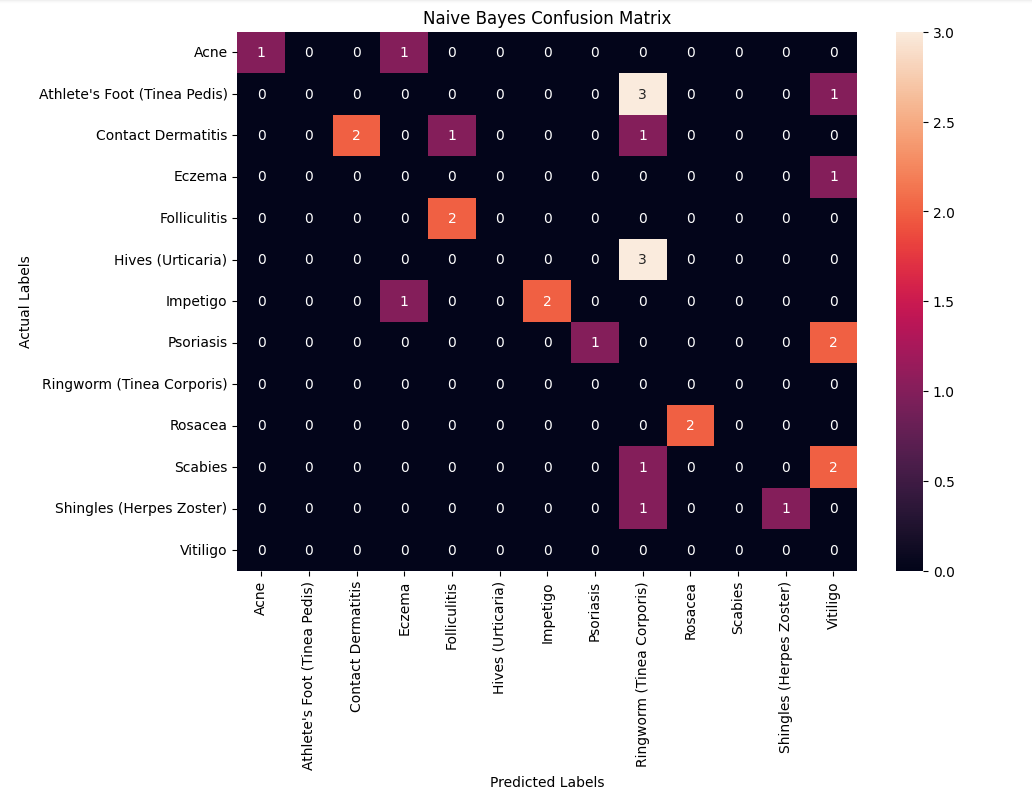 Naive Bayes Confusion Matrix
Acne 1 0 0 1 0 0 0 0 0 0 0 0 0
Athlete's Foot (Tinea Pedis) 0 0 0 0 0 0 0 0 3 0 0 0 1
Contact Dermatitis 0 0 2 0 1 0 0 0 1 0 0 0 0
Eczema 0 0 0 0 0 0 0 0 0 0 0 0 1
Folliculitis 0 0 0 0 2 0 0 0 0 0 0 0 0
Hives (Urticaria) 0 0 0 0 0 0 0 0 3 0 0 0 0
Impetigo 0 0 0 1 0 0 2 0 0 0 0 0 0
Psoriasis 0 0 0 0 0 0 0 1 0 0 0 0 2
Ringworm (Tinea Corporis) 0 0 0 0 0 0 0 0 0 0 0 0 0
Rosacea 0 0 0 0 0 0 0 0 0 2 0 0 0
Scabies 0 0 0 0 0 0 0 0 1 0 0 0 2
Shingles (Herpes Zoster) 0 0 0 0 0 0 0 0 1 0 0 1 0
Vitiligo 0 0 0 0 0 0 0 0 0 0 0 0 0
Actual Labels
Acne
Athlete's Foot (Tinea Pedis)
Contact Dermatitis
Eczema
Folliculitis
Hives (Urticaria)
Impetigo
Psoriasis
Ringworm (Tinea Corporis)
Rosacea
Scabies
Shingles (Herpes Zoster)
Vitiligo
Predicted Labels
3.0
2.5
2.0
1.5
1.0
0.5
0.0